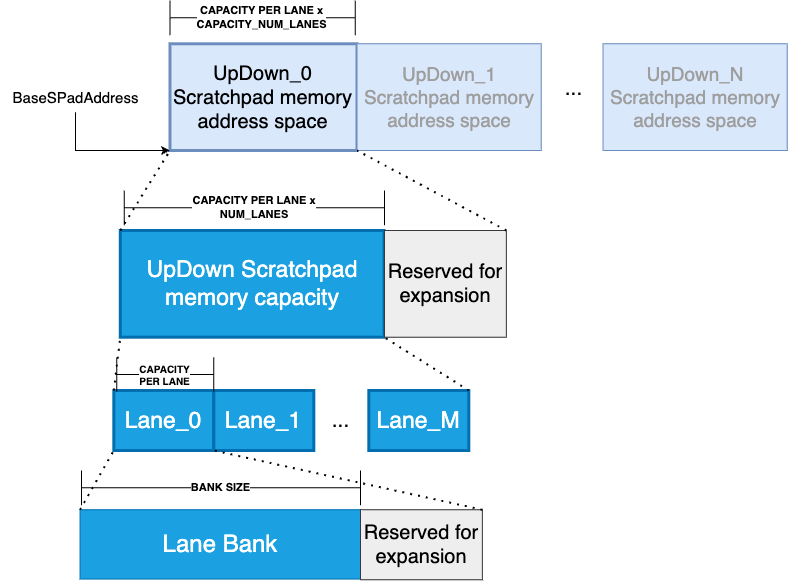 CAPACITY PER LANE x
CAPACITY_NUM_LANES
UpDown_0
Scratchpad memory
address space
UpDown_1
Scratchpad memory
address space
...
UpDown_N
Scratchpad memory
address space
BaseSPadAddress
CAPACITY PER LANE x
NUM_LANES
UpDown Scratchpad
memory capacity
Reserved for
expansion
CAPACITY
PER LANE
Lane_0
Lane_1
...
Lane_M
BANK SIZE
Lane Bank
Reserved for
expansion